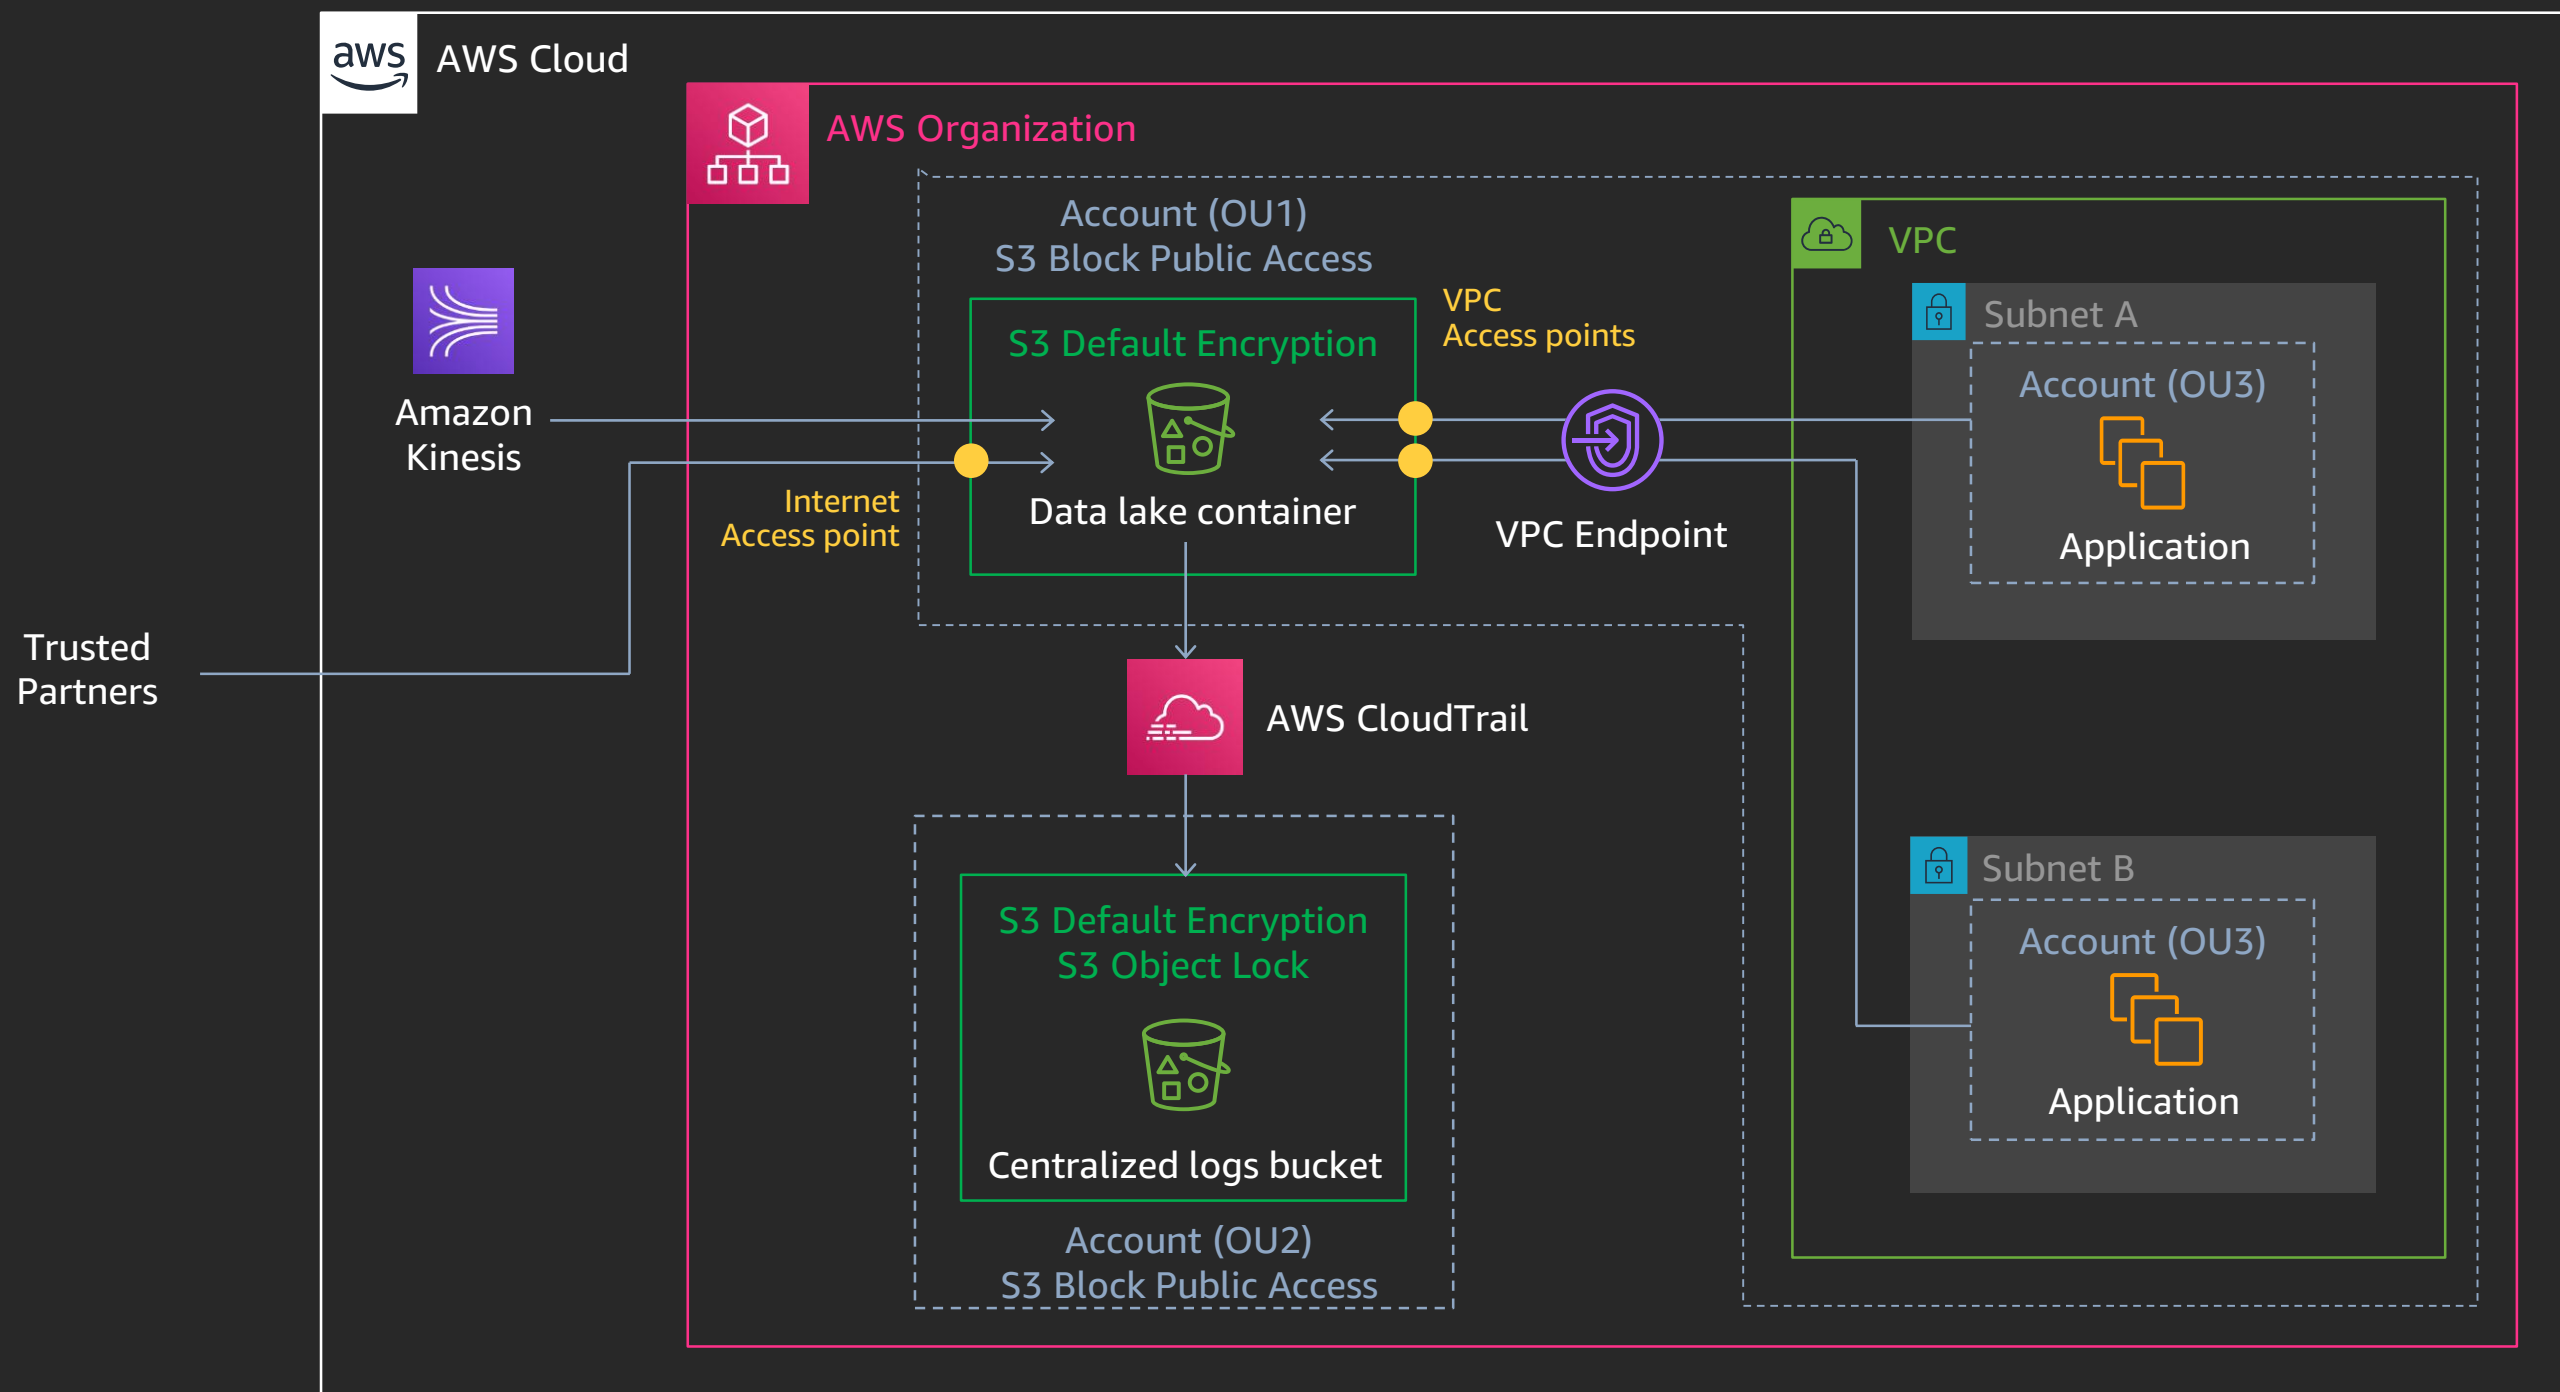 aws
AWS Cloud
AWS Organization
Account (OU1)
S3 Block Public Access
VPC
Subnet A
Account (OU3)
Application
VPC
Access points
S3 Default Encryption
Data lake container
Amazon
Kinesis
Internet
Access point
VPC Endpoint
Trusted
Partners
AWS CloudTrail
Subnet B
Account (OU3)
Application
S3 Default Encryption
S3 Object Lock
Centralized logs bucket
Account (OU2)
S3 Block Public Access